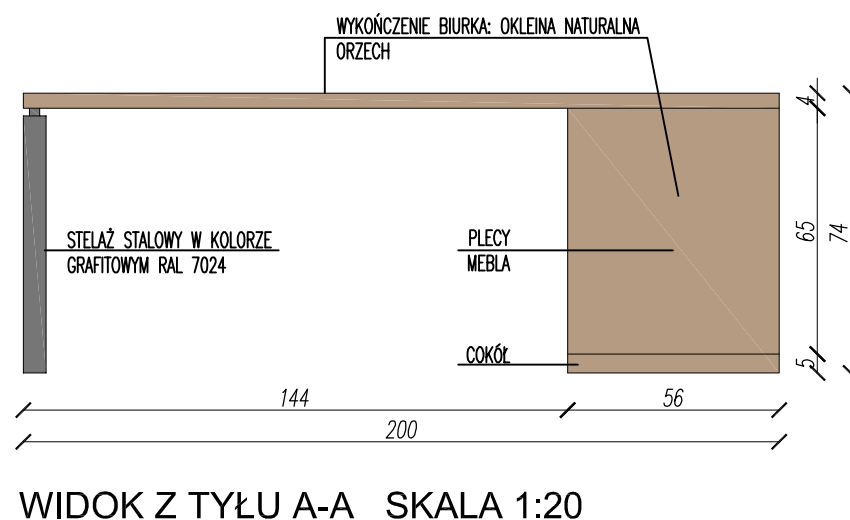 WYKOŃCZENIE BIURKA: OKLEINA NATURALNA
ORZECH
4
STELAŻ STALOWY W KOLORZE
GRAFITOWYM RAL 7024
PLECY
MEBLA
65
74
COKÓŁ
5
144
56
200
WIDOK Z TYŁU A-A SKALA 1:20